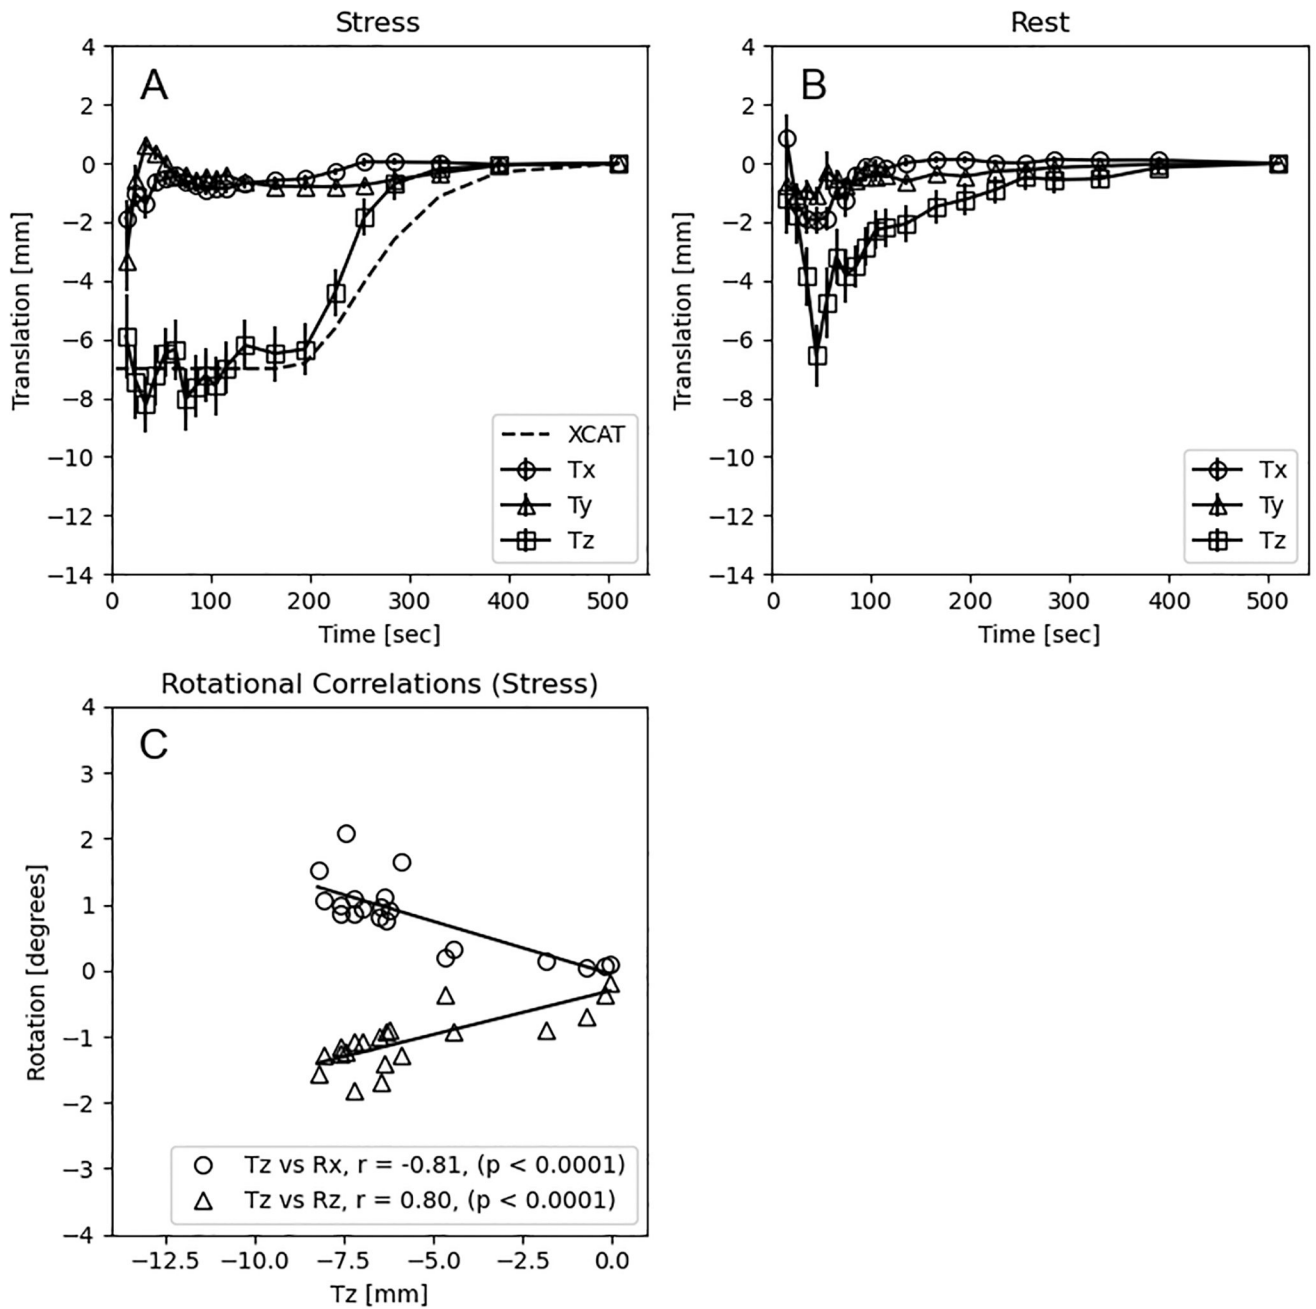 Stress
A
4
2
0
−2
−4
−6
−8
−10
−12
−14
Translation [mm]
XCAT
Tx
Ty
Tz
0 100 200 300 400 500
Time [sec]
Rest
B
4
2
0
−2
−4
−6
−8
−10
−12
−14
Translation [mm]
Tx
Ty
Tz
0 100 200 300 400 500
Time [sec]
Rotational Correlations (Stress)
C
4
3
2
1
0
−1
−2
−3
−4
Rotation [degrees]
Tz vs Rx, r = -0.81, (p < 0.0001)
Tz vs Rz, r = 0.80, (p < 0.0001)
−12.5 −10.0 −7.5 −5.0 −2.5 0.0
Tz [mm]